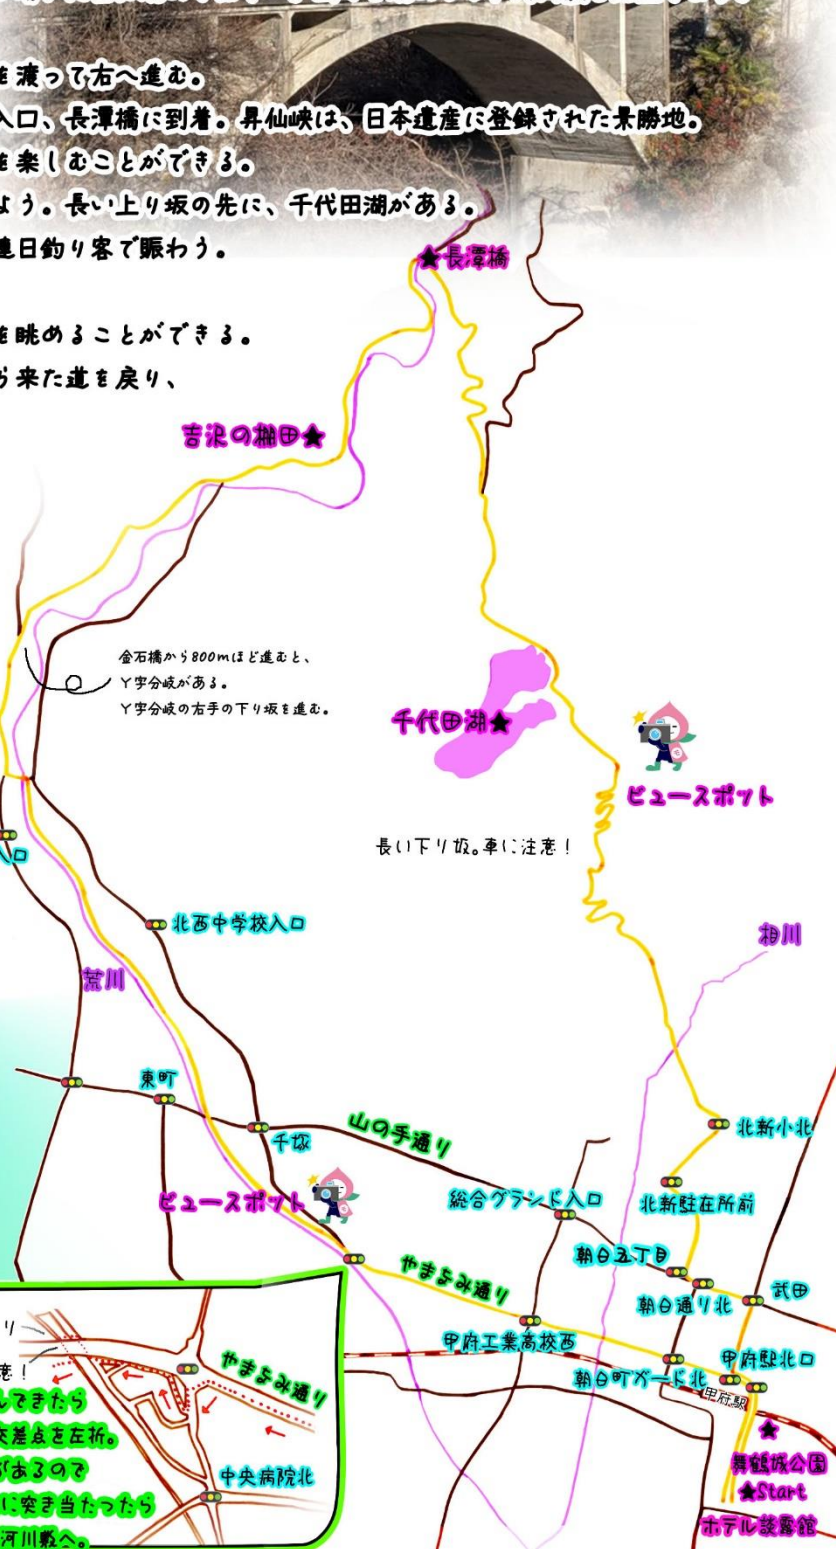 を渡って右へ進む。
入口、長潭橋に到着。昇仙峡は、日本遺産に登録された景勝地。
を楽しむことができる。
よう。長い上り坂の先に、千代田湖がある。
連日釣り客で賑わう。
を眺めることができる。
来た道を戻り、
★長潭橋
吉沢の棚田★
金石橋から800mほど進むと、
Y字分岐がある。
Y字分岐の右手の下り坂を進む。
千代田湖★
ビュースポット
長い下り坂。車に注意！
入口
北西中学校入口
相川
荒川
東町
北新小北
千塚
山の手通り
ビュースポット
総合グランド入口
北新駐在所前
朝日五丁目
やまなみ通り
朝日通り北
武田
甲府工業高校西
甲府駅北口
朝日町ガード北
甲府駅
★
舞鶴城公園
★Start
ホテル談露館
り
意！
やまなみ通り
んできたら
交差点を左折。
があるので
中央病院北
に突き当たったら
河川敷へ。